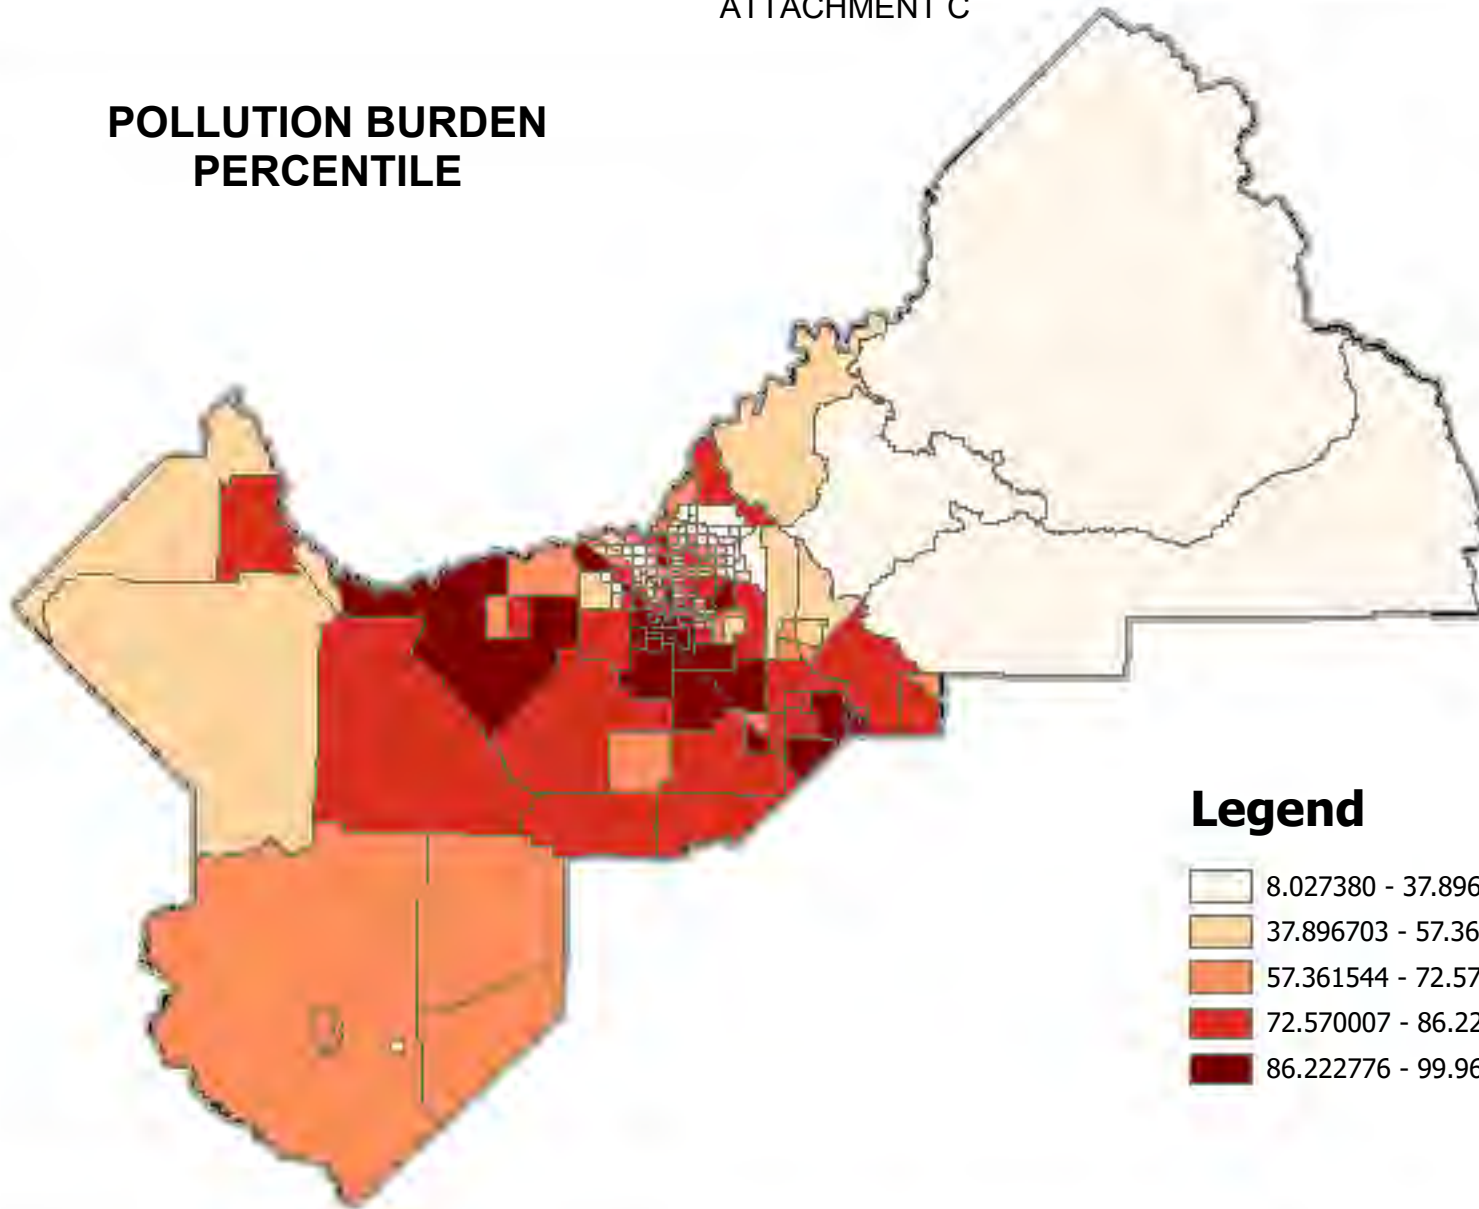 ATTACHMENT C
POLLUTION BURDEN
PERCENTILE
Legend
8.027380 - 37.896
37.896703 - 57.36
57.361544 - 72.57
72.570007 - 86.22
86.222776 - 99.96